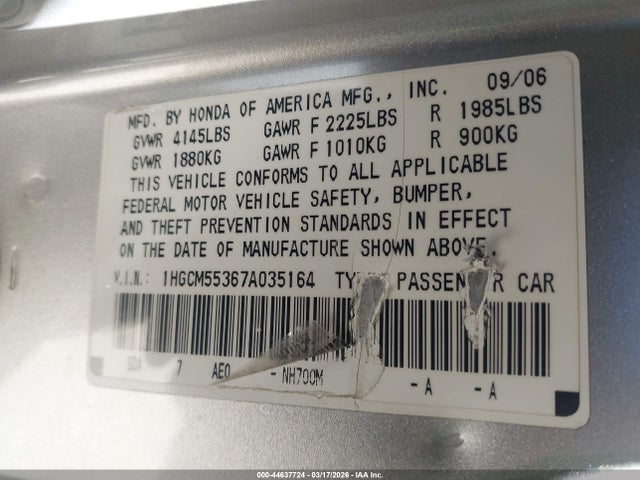 MFD. BY HONDA OF AMERICA MFG., INC. 09/06
GVWR 4145LBS GAWR F 2225LBS R 1985LBS
GVWR 1880KG GAWR F 1010KG R 900KG
THIS VEHICLE CONFORMS TO ALL APPLICABLE
FEDERAL MOTOR VEHICLE SAFETY, BUMPER,
AND THEFT PREVENTION STANDARDS IN EFFECT
ON THE DATE OF MANUFACTURE SHOWN ABOVE.
V.I.N.: 1HGCM55367A035164 PASSENGER CAR
SDA 7 AE0 - NH700M -A -A
000-44637724 - 03/17/2026 - IAA Inc.